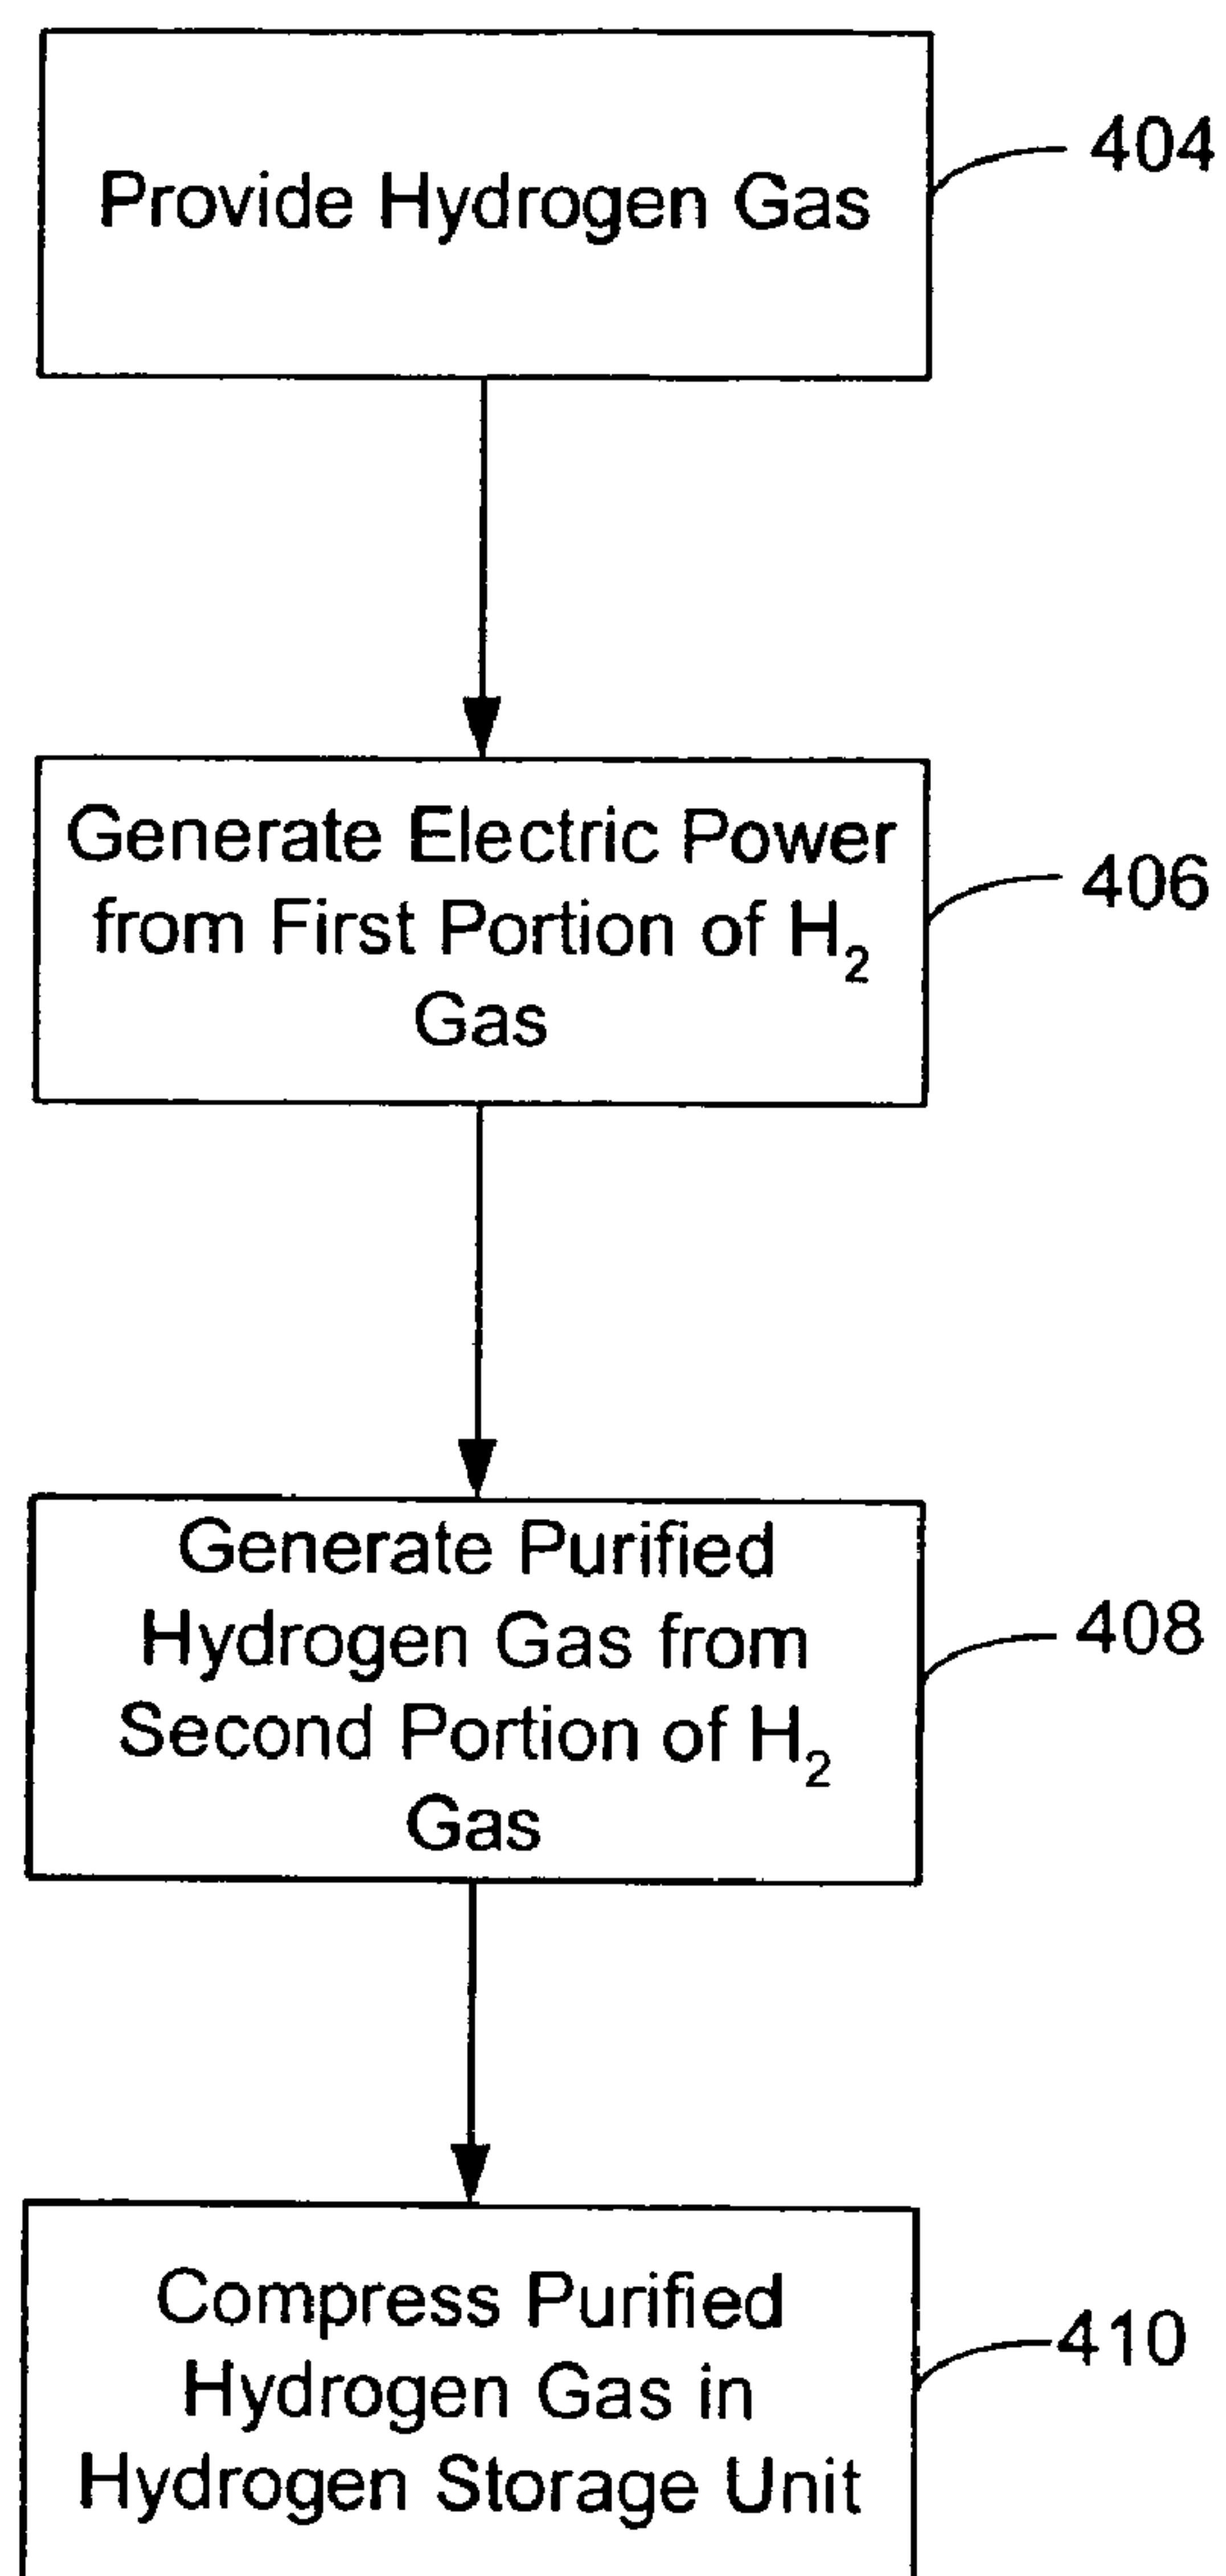 Provide Hydrogen Gas
404
Generate Electric Power
from First Portion of H₂
Gas
406
Generate Purified
Hydrogen Gas from
Second Portion of H₂
Gas
408
Compress Purified
Hydrogen Gas in
Hydrogen Storage Unit
410